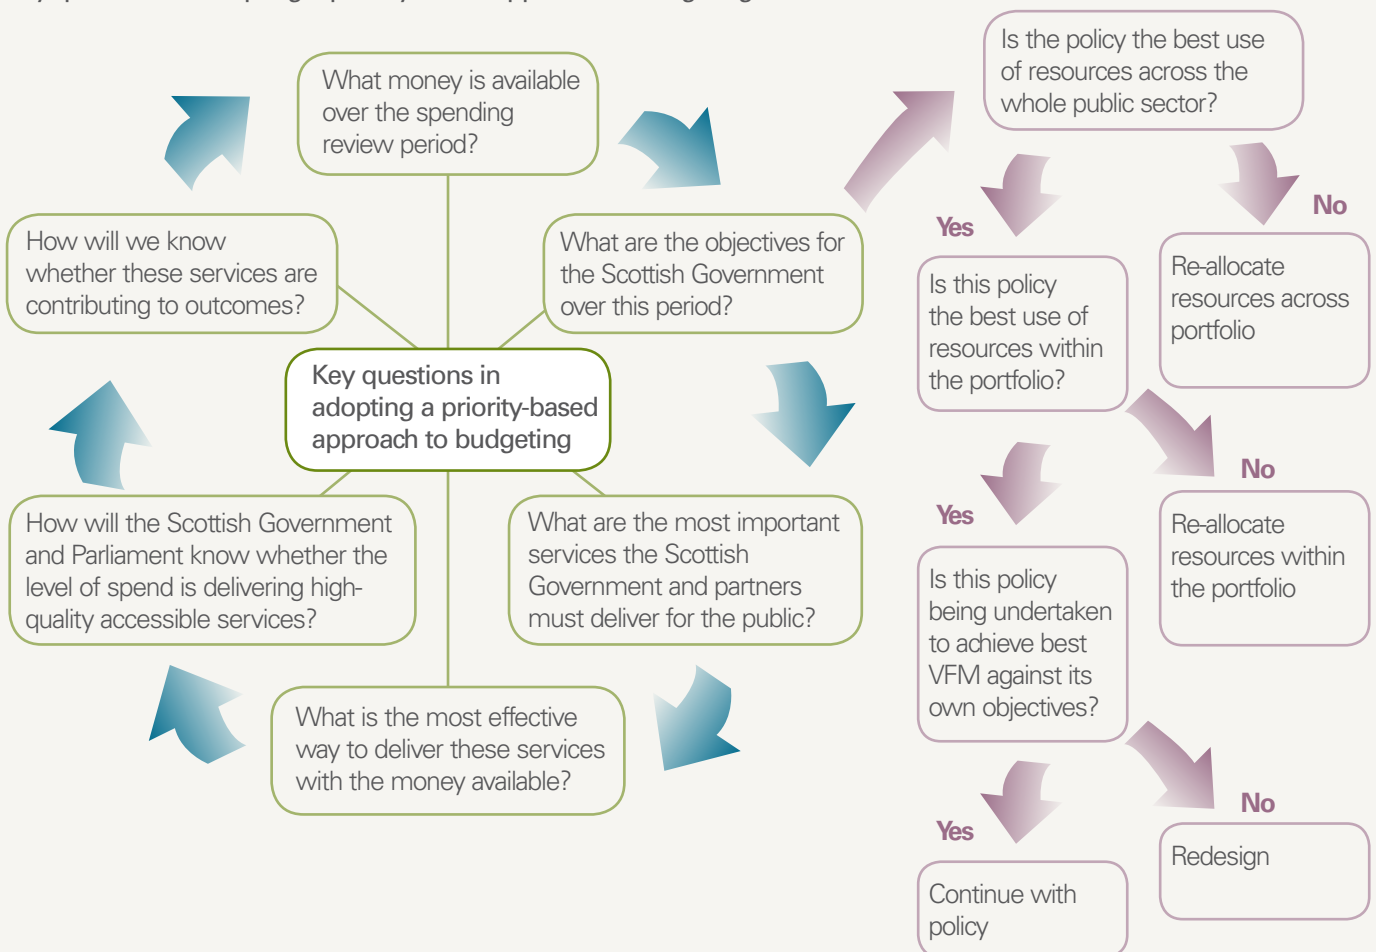 What money is available
over the spending
review period?
What are the objectives for
the Scottish Government
over this period?
What are the most important
services the Scottish
Government and partners
must deliver for the public?
What is the most effective
way to deliver these services
with the money available?
How will the Scottish Government
and Parliament know whether the
level of spend is delivering high-
quality accessible services?
How will we know
whether these services are
contributing to outcomes?
Key questions in
adopting a priority-based
approach to budgeting
Is the policy the best use
of resources across the
whole public sector?
Yes
No
Is this policy
the best use of
resources within
the portfolio?
Re-allocate
resources across
portfolio
Yes
No
Is this policy
being undertaken
to achieve best
VFM against its
own objectives?
Re-allocate
resources within
the portfolio
Yes
No
Continue with
policy
Redesign